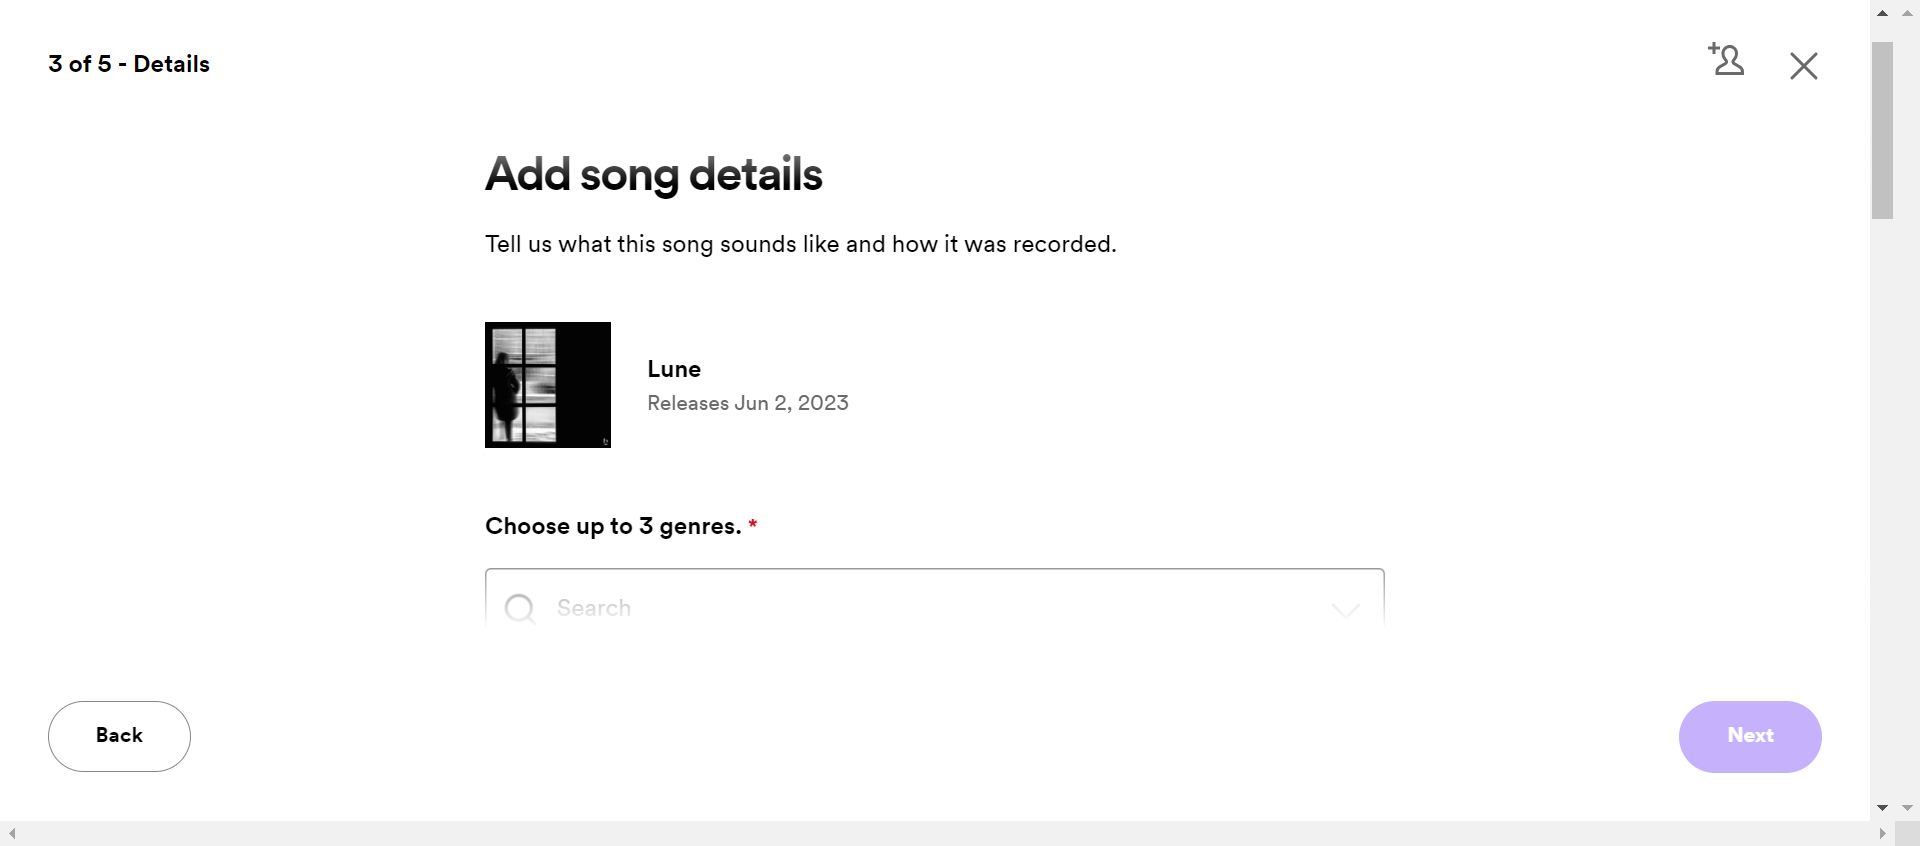 3 of 5 - Details
Add song details
Tell us what this song sounds like and how it was recorded.
Lune
Releases Jun 2, 2023
Choose up to 3 genres. *
Search
Back
Next